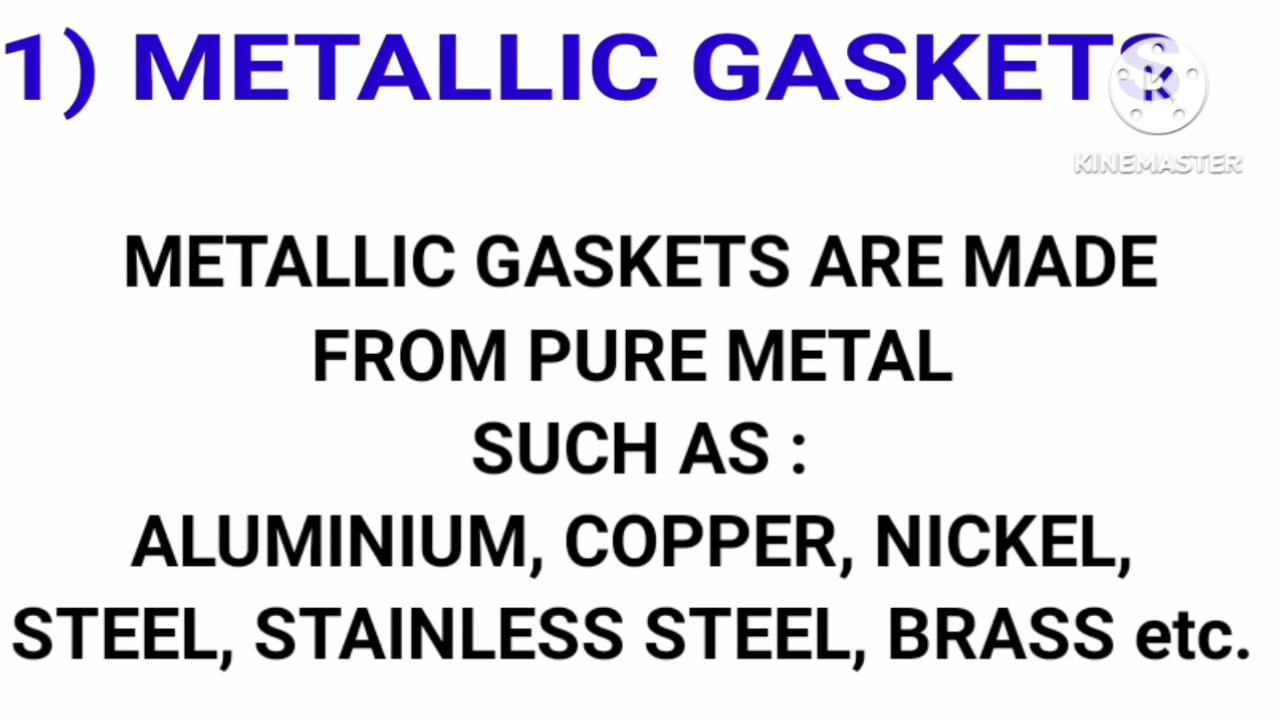 1) METALLIC GASKETS
K
KINEMASTER
METALLIC GASKETS ARE MADE
FROM PURE METAL
SUCH AS :
ALUMINIUM, COPPER, NICKEL,
STEEL, STAINLESS STEEL, BRASS etc.